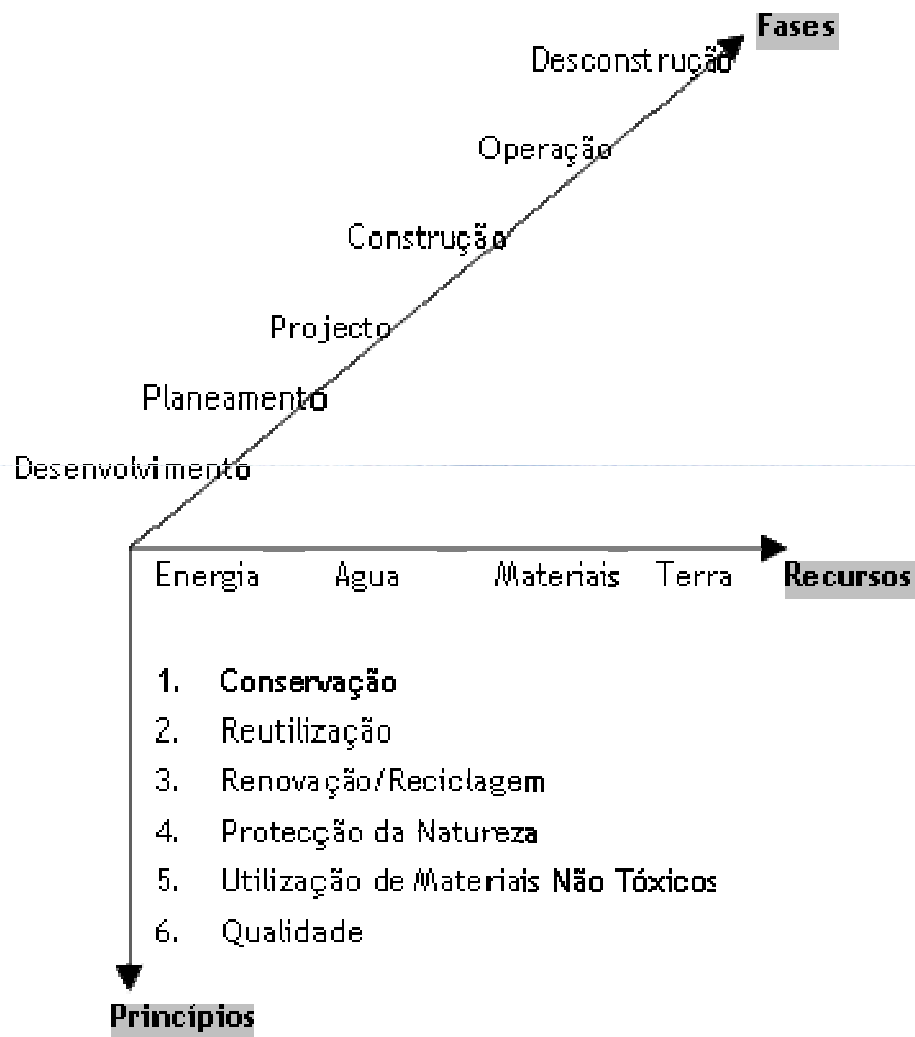 Fases
Desconstrução
Operação
Construção
Projecto
Planeamento
Desenvolvimento
Energia Agua Materiais Terra Recursos
1. Conservação
2. Reutilização
3. Renovação/Reciclagem
4. Protecção da Natureza
5. Utilização de Materiais Não Tóxicos
6. Qualidade
Princípios